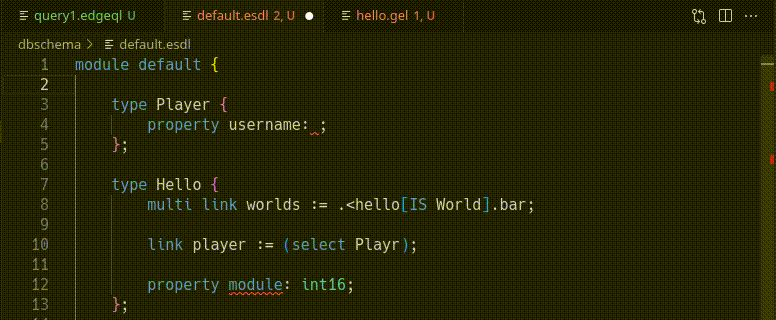 query1.edgeql U default.esdl 2, U hello.gel 1, U
dbschema > default.esdl
1 module default {
2
3 type Player {
4 property username: ;
5 };
6
7 type Hello {
8 multi link worlds := .<hello[IS World].bar;
9
10 link player := (select Playr);
11
12 property module: int16;
13 };